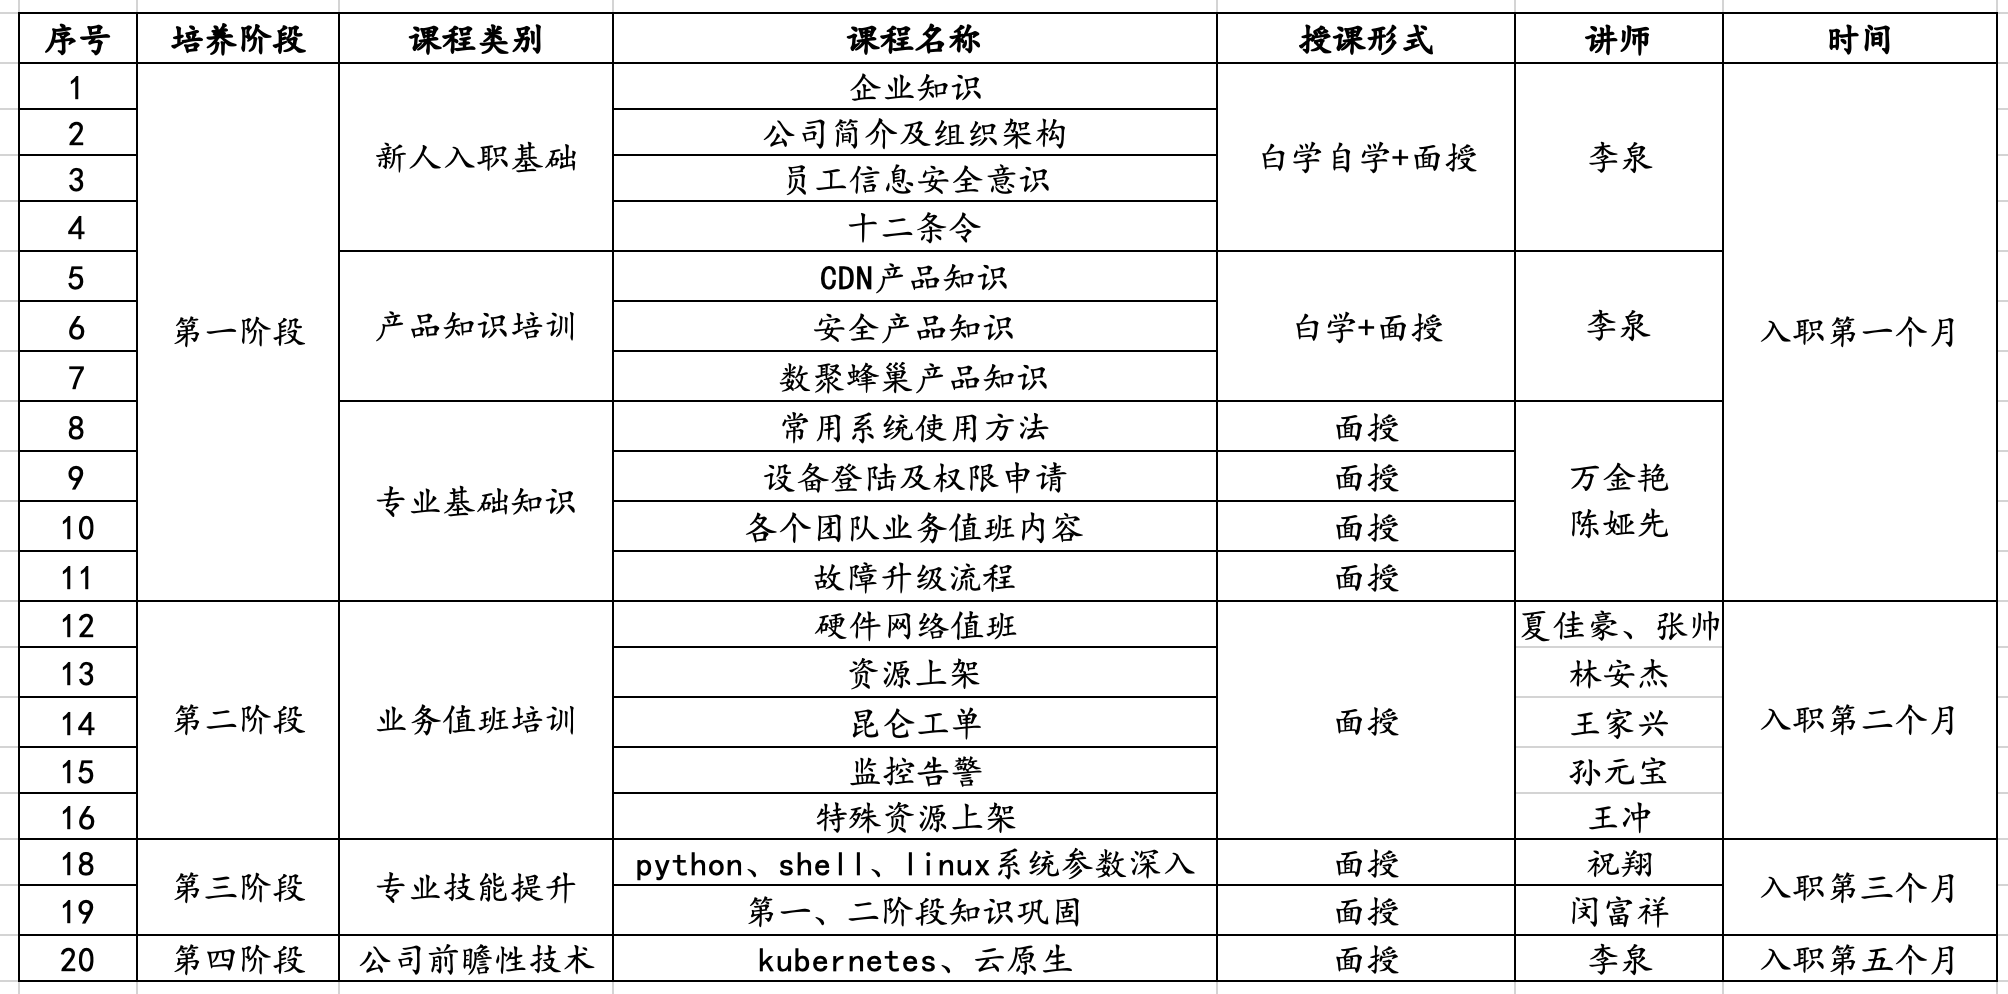 序号 培养阶段 课程类别 课程名称 授课形式 讲师 时间
1 企业知识
2 公司简介及组织架构
新人入职基础 白学自学+面授 李泉
3 员工信息安全意识
4 十二条令
5 CDN产品知识
第一阶段 产品知识培训 6 安全产品知识 白学+面授 李泉 入职第一个月
7 数聚蜂巢产品知识
8 常用系统使用方法 面授
9 设备登陆及权限申请 面授 万金艳
专业基础知识
10 各个团队业务值班内容 面授 陈娅先
11 故障升级流程 面授
12 硬件网络值班 夏佳豪、张帅
13 资源上架 林安杰
第二阶段 业务值班培训 14 昆仑工单 面授 王家兴 入职第二个月
15 监控告警 孙元宝
16 特殊资源上架 王冲
18 python、shell、linux系统参数深入 面授 祝翔
第三阶段 专业技能提升 入职第三个月
19 第一、二阶段知识巩固 面授 闵富祥
20 第四阶段 公司前瞻性技术 kubernetes、云原生 面授 李泉 入职第五个月